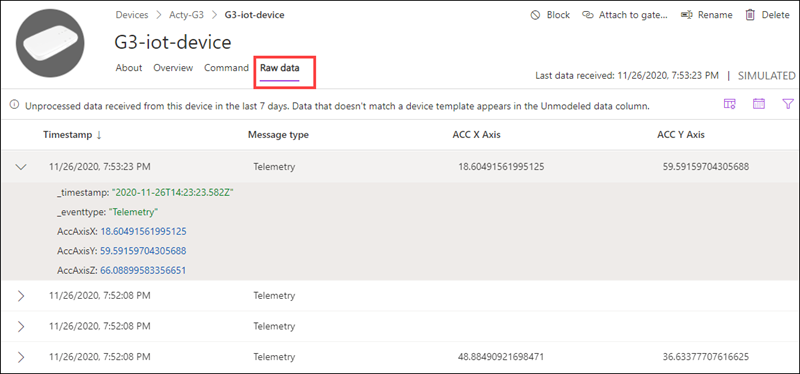 Devices > Acty-G3 > G3-iot-device
Block Attach to gate... Rename Delete
G3-iot-device
About Overview Command Raw data
Last data received: 11/26/2020, 7:53:23 PM | SIMULATED
Unprocessed data received from this device in the last 7 days. Data that doesn't match a device template appears in the Unmodeled data column.
Timestamp ↓ Message type ACC X Axis ACC Y Axis
11/26/2020, 7:53:23 PM Telemetry 18.60491561995125 59.59159704305688
_timestamp: "2020-11-26T14:23:23.582Z"
_eventtype: "Telemetry"
AccAxisX: 18.60491561995125
AccAxisY: 59.59159704305688
AccAxisZ: 66.08899583356651
11/26/2020, 7:52:08 PM Telemetry
11/26/2020, 7:52:08 PM Telemetry
11/26/2020, 7:52:08 PM Telemetry 48.88490921698471 36.63377707616625